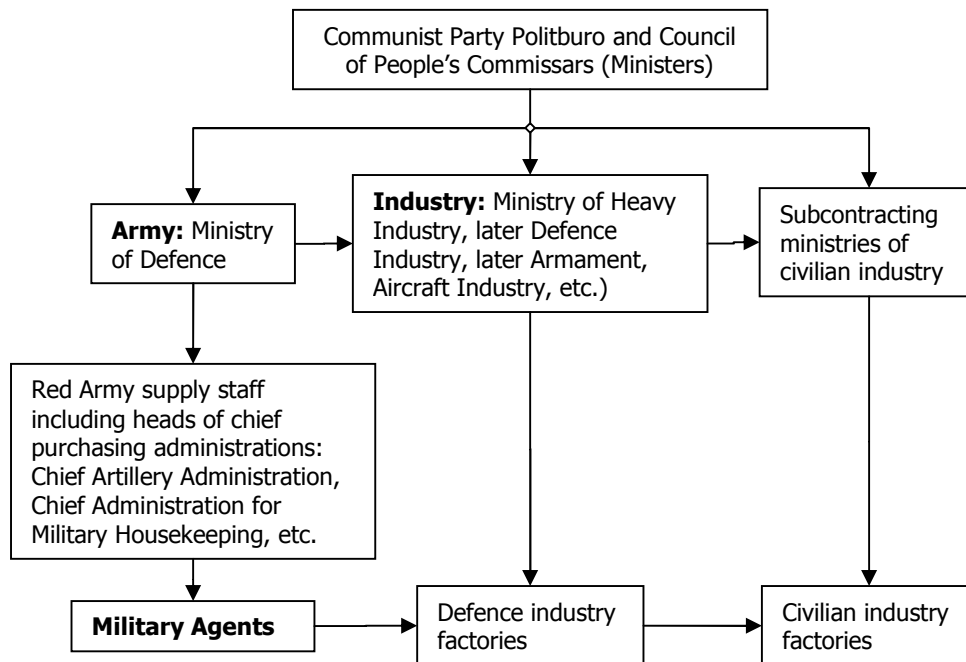 Communist Party Politburo and Council
of People’s Commissars (Ministers)
Army: Ministry
of Defence
Industry: Ministry of Heavy
Industry, later Defence
Industry, later Armament,
Aircraft Industry, etc.)
Subcontracting
ministries of
civilian industry
Red Army supply staff
including heads of chief
purchasing administrations:
Chief Artillery Administration,
Chief Administration for
Military Housekeeping, etc.
Military Agents
Defence industry
factories
Civilian industry
factories